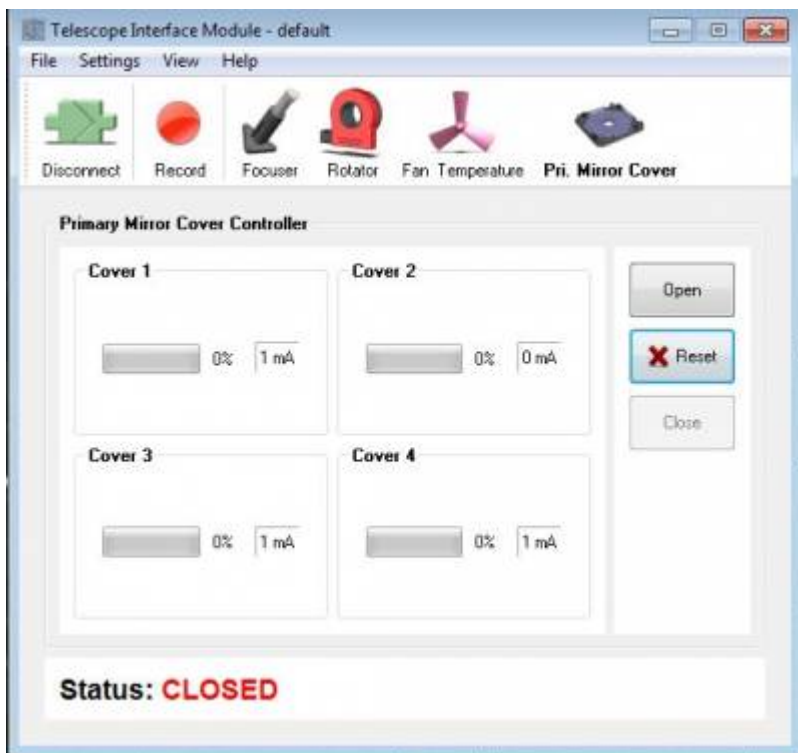 Telescope Interface Module - default
File Settings View Help
Disconnect Record Focuser Rotator Fan Temperature Pri. Mirror Cover
Primary Mirror Cover Controller
Cover 1
0% 1 mA
Cover 2
0% 0 mA
Cover 3
0% 1 mA
Cover 4
0% 1 mA
Open
Reset
Close
Status: CLOSED